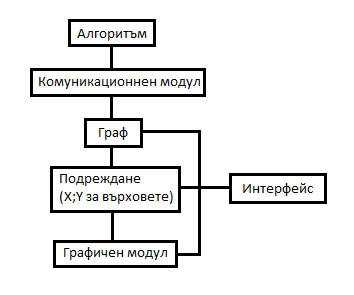 Алгоритъм
Комуникационнен модул
Граф
Подреждане
(X;Y за върховете)
Интерфейс
Графичен модул